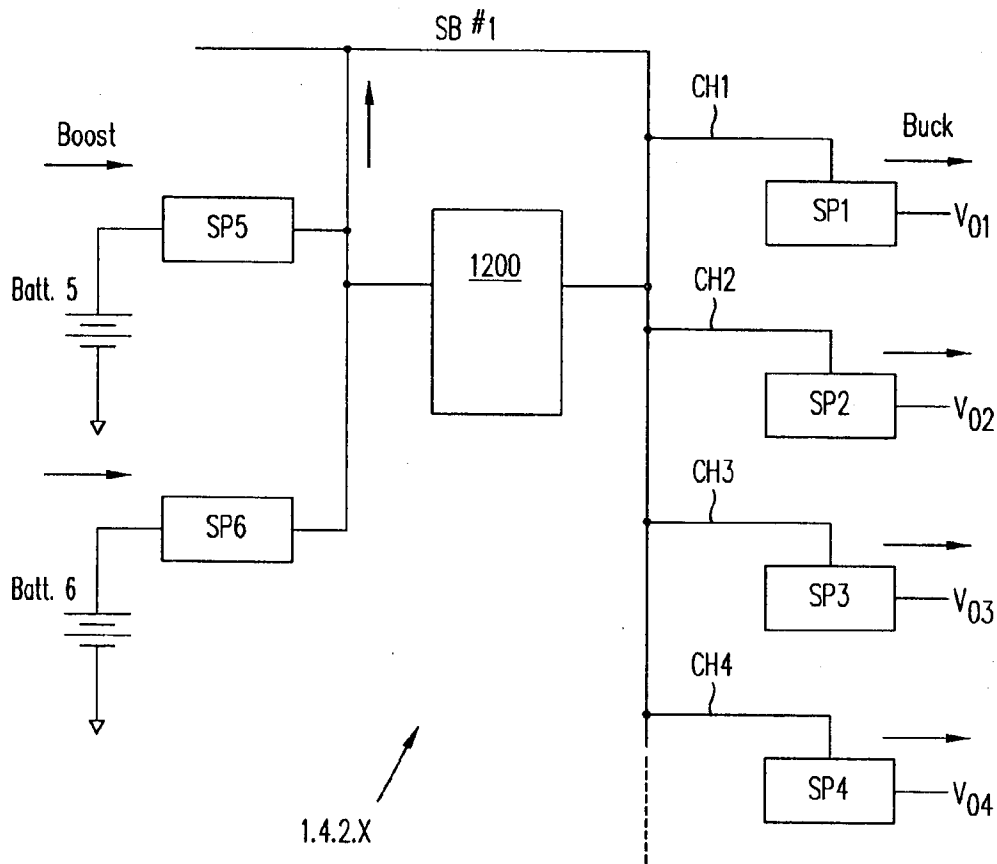 SB #1
CH1
Boost
Buck
SP5
SP1
V01
1200
Batt. 5
CH2
SP2
V02
CH3
SP6
Batt. 6
SP3
V03
CH4
1.4.2.X
SP4
V04